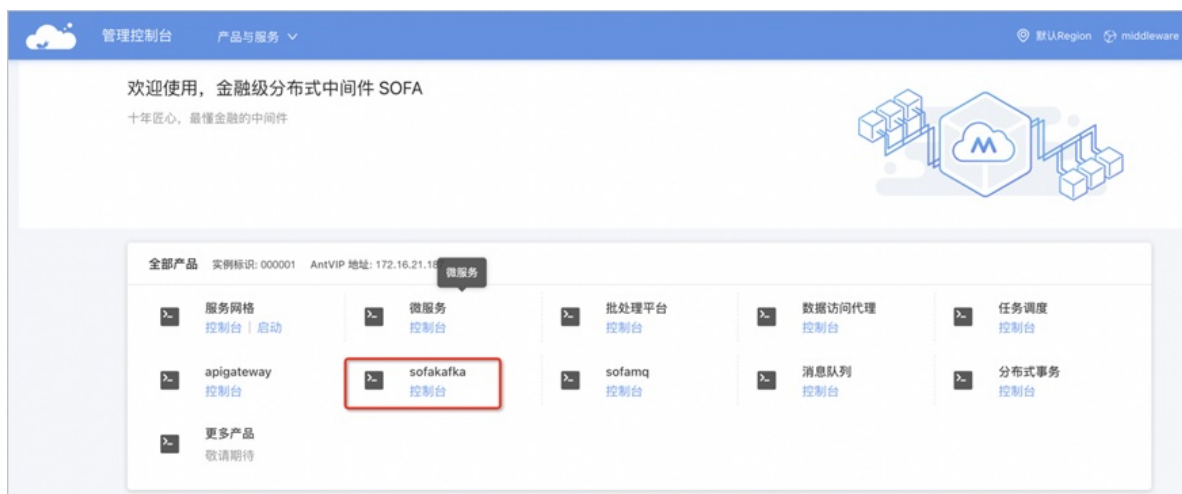 管理控制台 产品与服务 默认Region middleware
欢迎使用，金融级分布式中间件 SOFA
十年匠心，最懂金融的中间件
M
全部产品 实例标识: 000001 AntVIP 地址: 172.16.21.18
微服务
服务网格 微服务 批处理平台 数据访问代理 任务调度
控制台 | 启动 控制台 控制台 控制台 控制台
apigateway sofakafka sofamq 消息队列 分布式事务
控制台 控制台 控制台 控制台 控制台
更多产品
敬请期待